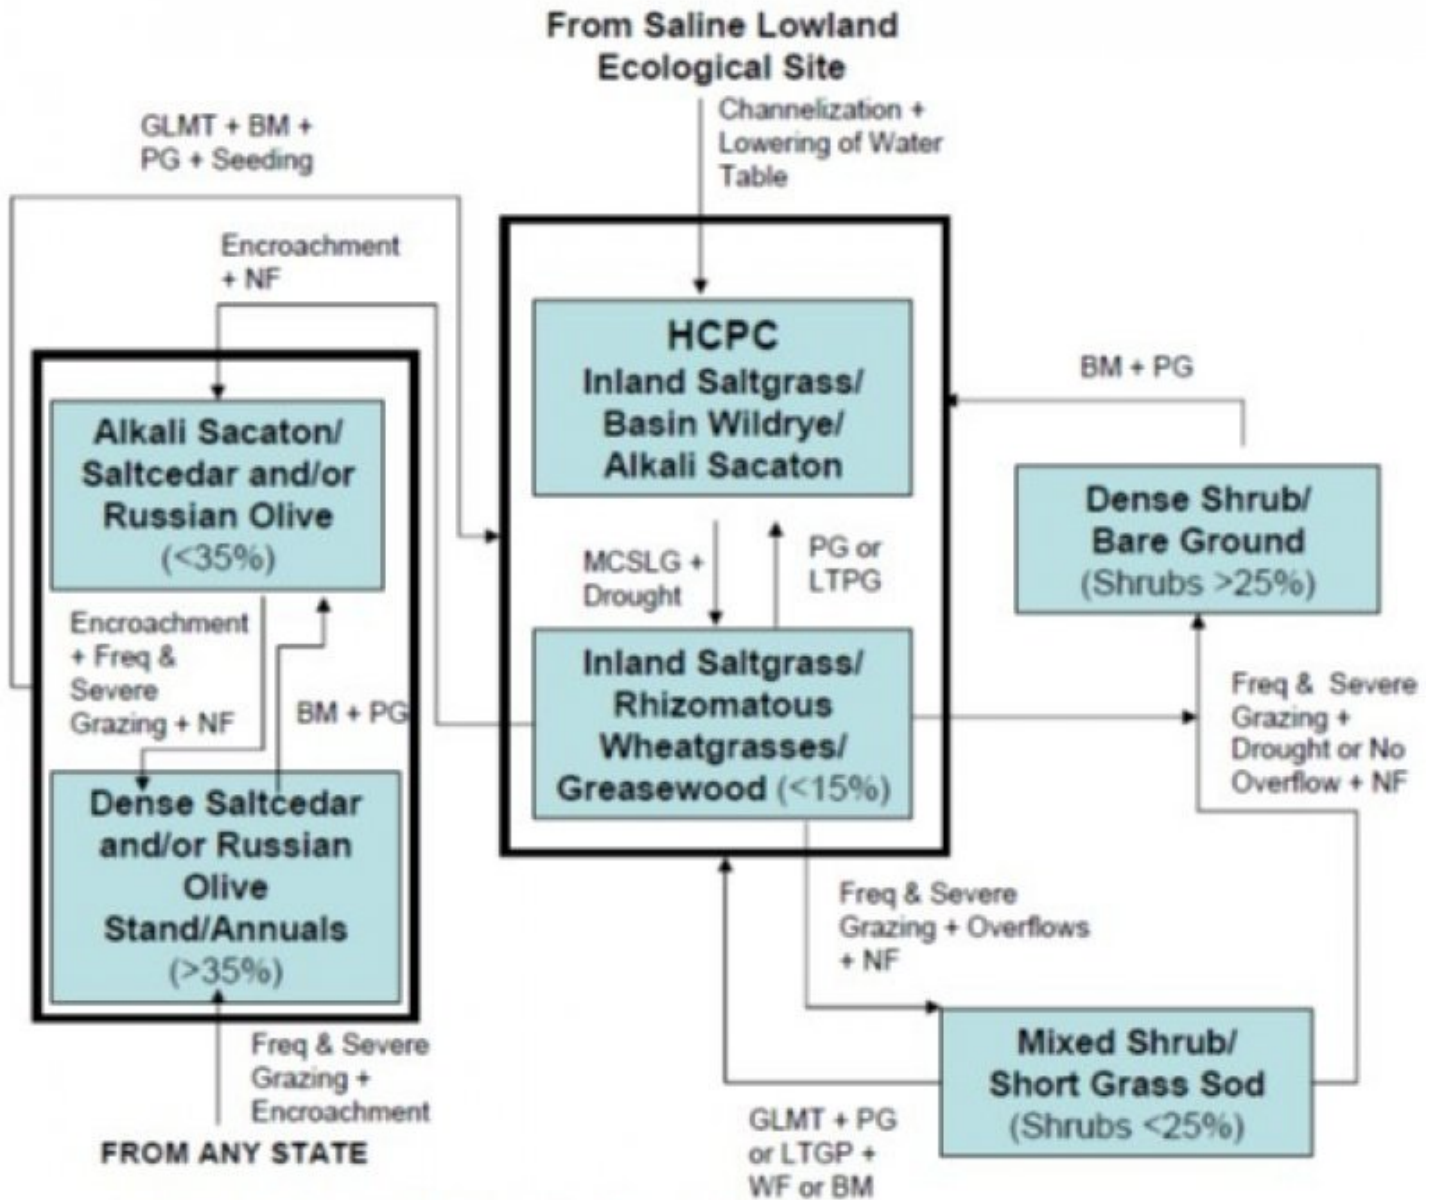 From Saline Lowland
Ecological Site
Channelization +
Lowering of Water
Table
GLMT + BM +
PG + Seeding
Encroachment
+ NF
HCPC
Inland Saltgrass/
Basin Wildrye/
Alkali Sacaton
BM + PG
Alkali Sacaton/
Saltcedar and/or
Russian Olive
(<35%)
Dense Shrub/
Bare Ground
(Shrubs >25%)
MCSLG +
Drought
PG or
LTPG
Encroachment
+ Freq &
Severe
Grazing + NF
BM + PG
Inland Saltgrass/
Rhizomatous
Wheatgrasses/
Greasewood (<15%)
Freq & Severe
Grazing +
Drought or No
Overflow + NF
Dense Saltcedar
and/or Russian
Olive
Stand/Annuals
(>35%)
Freq & Severe
Grazing + Overflows
+ NF
Freq & Severe
Grazing +
Encroachment
FROM ANY STATE
Mixed Shrub/
Short Grass Sod
(Shrubs <25%)
GLMT + PG
or LTGP +
WF or BM